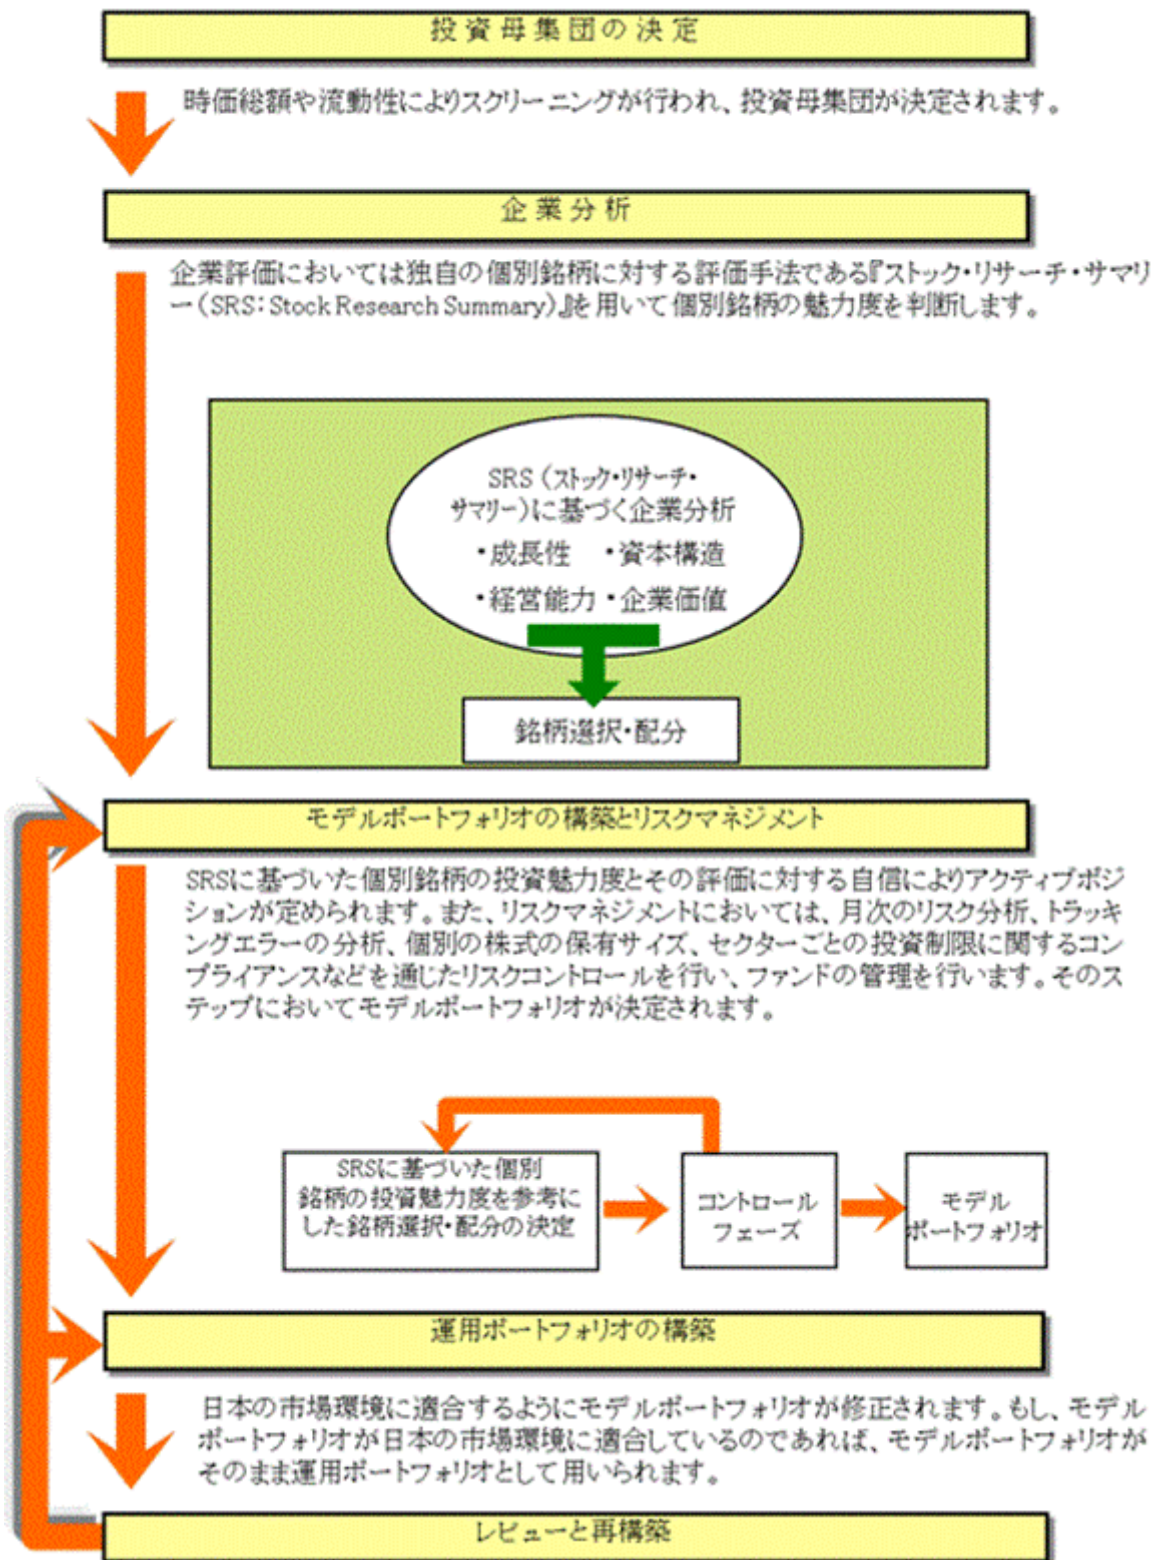 投資母集団の決定
時価総額や流動性によりスクリーニングが行われ、投資母集団が決定されます。
企業分析
企業評価においては独自の個別銘柄に対する評価手法である『ストック・リサーチ・サマリ
ー(SRS:Stock Research Summary)』を用いて個別銘柄の魅力度を判断します。
SRS（ストック・リサーチ・
サマリー）に基づく企業分析
・成長性 ・資本構造
・経営能力 ・企業価値
銘柄選択・配分
モデルポートフォリオの構築とリスクマネジメント
SRSに基づいた個別銘柄の投資魅力度とその評価に対する自信によりアクティブポジ
ションが定められます。また、リスクマネジメントにおいては、月次のリスク分析、トラッキ
ングエラーの分析、個別の株式の保有サイズ、セクターごとの投資制限に関するコン
プライアンスなどを通じたリスクコントロールを行い、ファンドの管理を行います。そのス
テップにおいてモデルポートフォリオが決定されます。
SRSに基づいた個別
銘柄の投資魅力度を参考に
した銘柄選択・配分の決定
コントロール
フェーズ
モデル
ポートフォリオ
運用ポートフォリオの構築
日本の市場環境に適合するようにモデルポートフォリオが修正されます。もし、モデル
ポートフォリオが日本の市場環境に適合しているのであれば、モデルポートフォリオが
そのまま運用ポートフォリオとして用いられます。
レビューと再構築